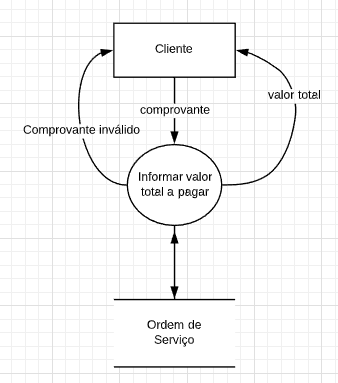 Cliente
comprovante
valor total
Comprovante inválido
Informar valor
total a pagar
Ordem de
Serviço